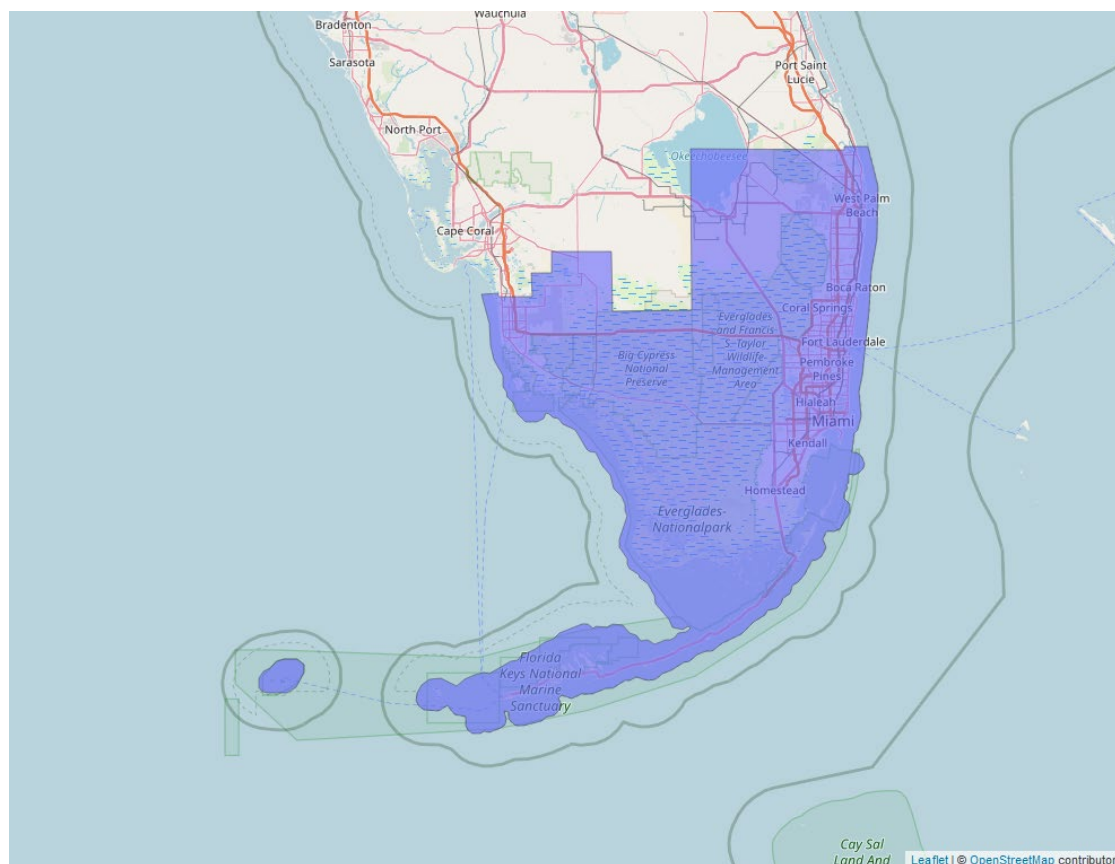 Wauchula
Bradenton
Sarasota
Port Saint
Lucie
North Port
Okeechobeesee
West Palm
Beach
Cape Coral
Boca Raton
Coral Springs
Everglades
and Francis
S. Taylor
Wildlife-
Management
Area
Fort Lauderdale
Pembroke
Pines
Big Cypress
National
Preserve
Hialeah
Miami
Kendall
Homestead
Everglades-
Nationalpark
Florida
Keys National
Marine
Sanctuary
Cay Sal
Land And
Leaflet | © OpenStreetMap contributor